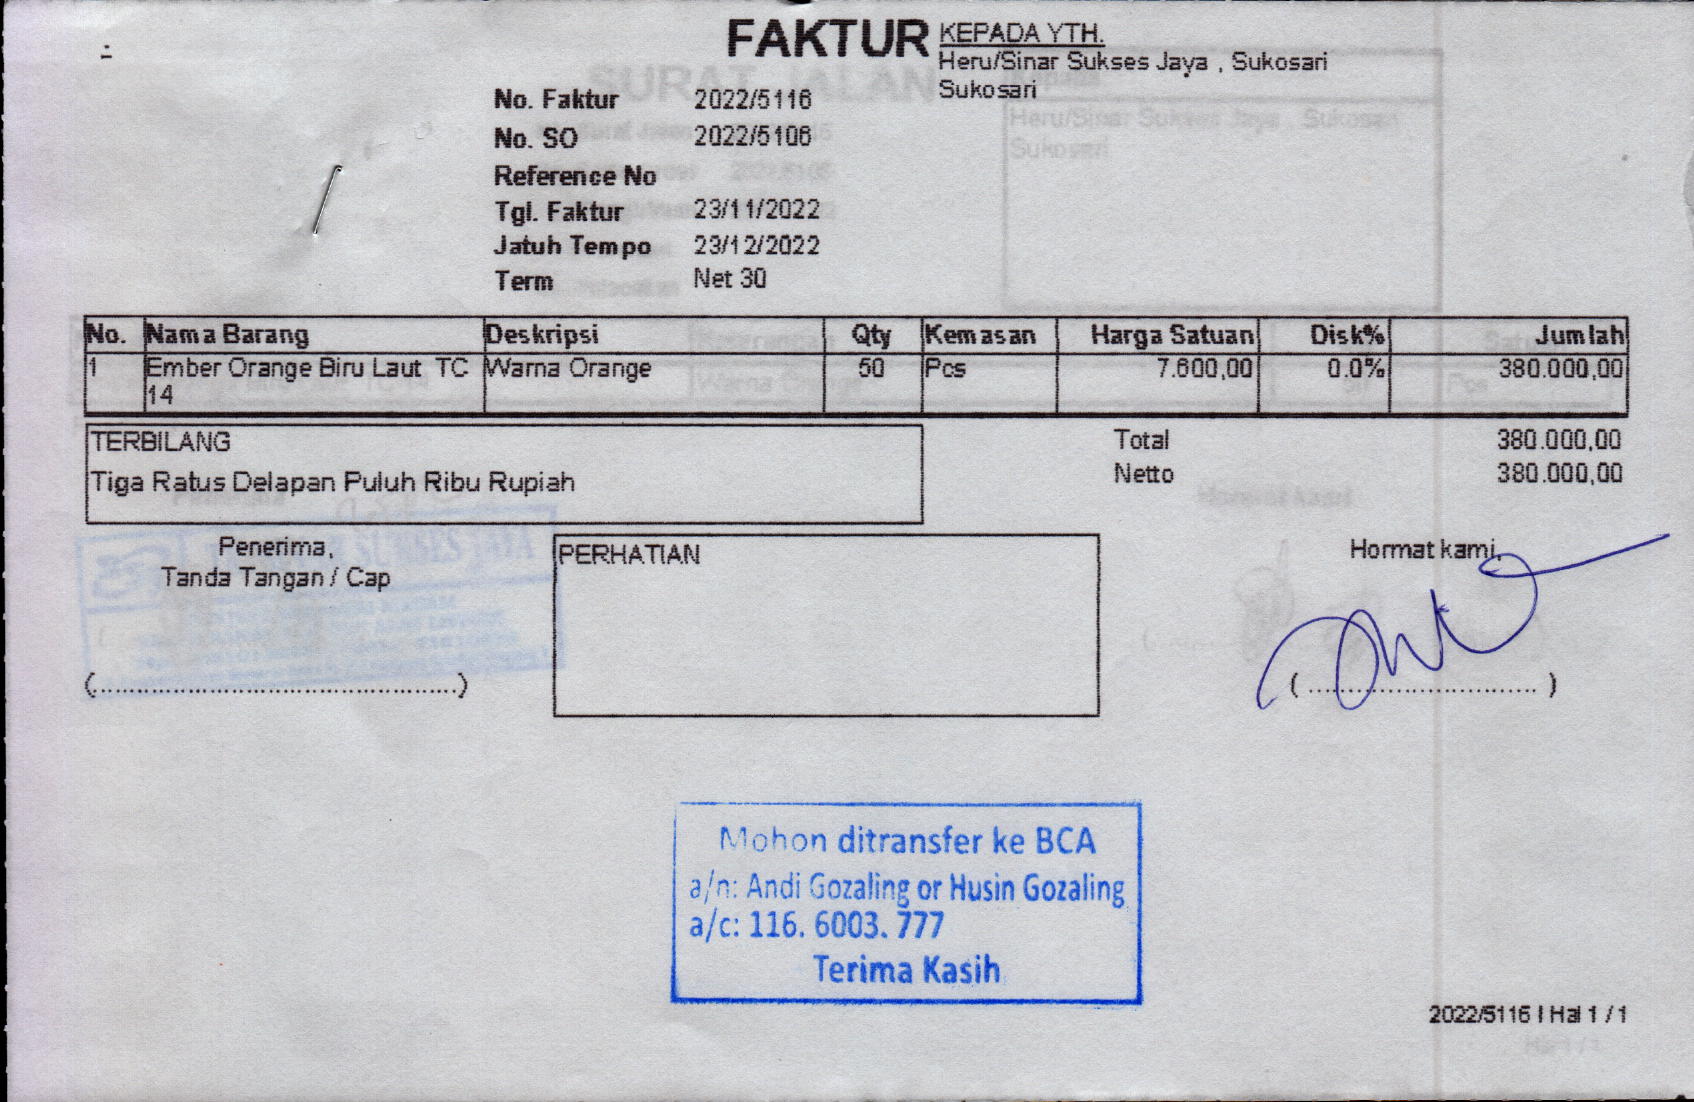 FAKTUR
KEPADA YTH.
Heru/Sinar Sukses Jaya , Sukosari
Sukosari
No. Faktur 2022/5116
No. SO 2022/5106
Reference No
Tgl. Faktur 23/11/2022
Jatuh Tempo 23/12/2022
Term Net 30
No. Nama Barang Deskripsi Qty Kemasan Harga Satuan Disk% Jumlah
1 Ember Orange Biru Laut TC Warna Orange 50 Pcs 7.600,00 0.0% 380.000,00
14
TERBILANG
Tiga Ratus Delapan Puluh Ribu Rupiah
Total 380.000,00
Netto 380.000,00
Penerima,
Tanda Tangan / Cap
(..................................................)
PERHATIAN
Hormat kami,
( .............................. )
Mohon ditransfer ke BCA
a/n: Andi Gozaling or Husin Gozaling
a/c: 116. 6003. 777
Terima Kasih
2022/5116 | Hal 1 / 1